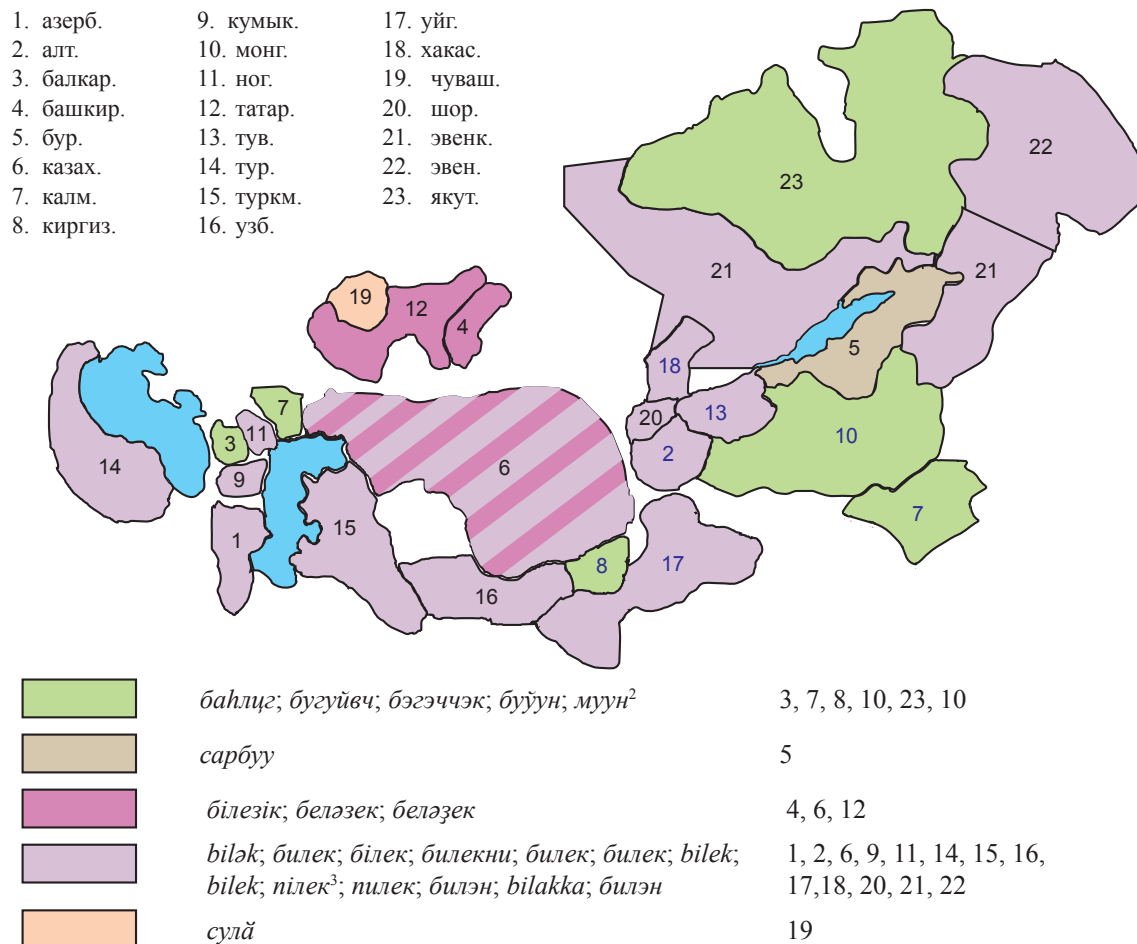 1. азерб.
2. алт.
3. балкар.
4. башкир.
5. бур.
6. казах.
7. калм.
8. киргиз.
9. кумык.
10. монг.
11. ног.
12. татар.
13. тув.
14. тур.
15. туркм.
16. узб.
17. уйг.
18. хакас.
19. чуваш.
20. шор.
21. эвенк.
22. эвен.
23. якут.
22
23
21
21
19
12
4
5
18
7
20
13
11
3
10
14
6
2
9
7
15
1
8
17
16
баһлцг; бугуйвч; бэгэччэк; буўун; муун² 3, 7, 8, 10, 23, 10
сарбуу 5
білезік; беләзек; беләҙек 4, 6, 12
bilək; билек; білек; билекни; билек; билек; bilek; 1, 2, 6, 9, 11, 14, 15, 16,
bilek; пілек³; пилек; билэн; bilakka; билэн 17,18, 20, 21, 22
сулă 19